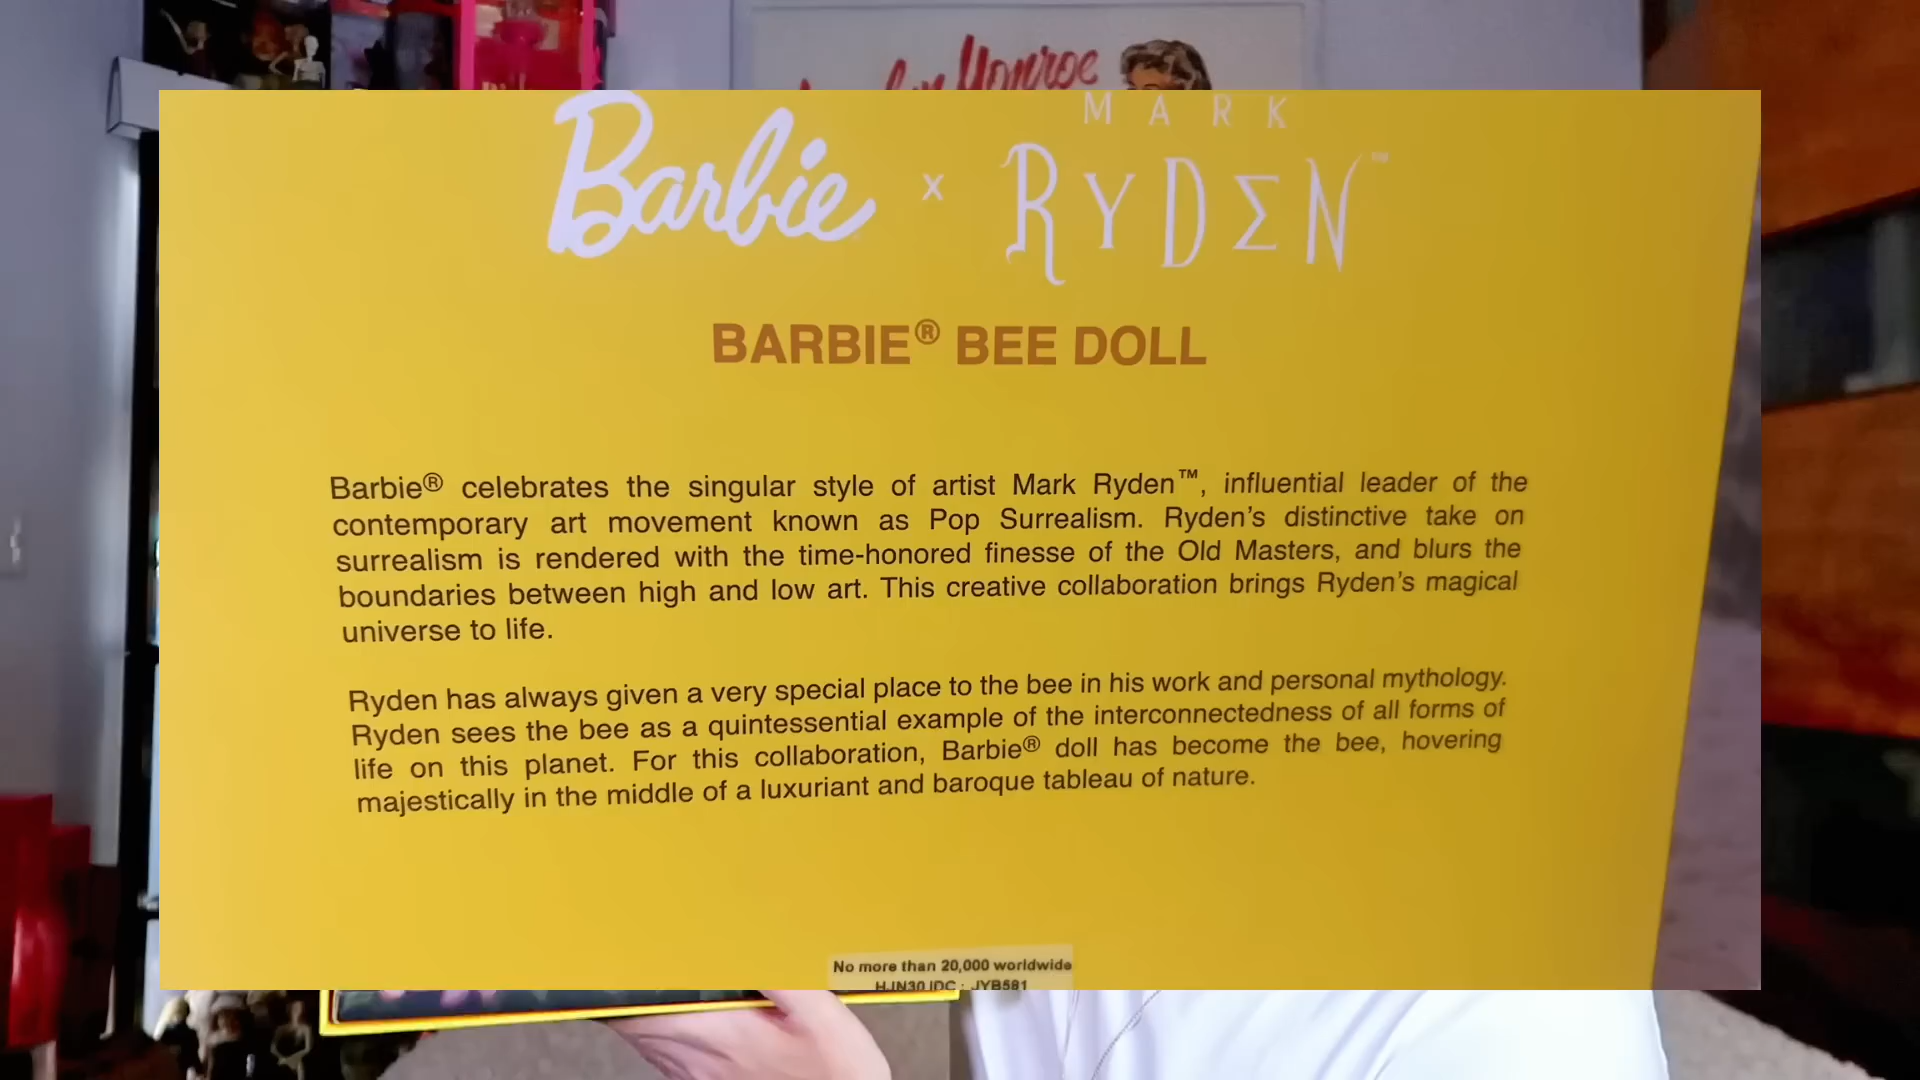 Monroe
Barbie x MARK RYDΣN™
BARBIE® BEE DOLL
Barbie® celebrates the singular style of artist Mark Ryden™, influential leader of the
contemporary art movement known as Pop Surrealism. Ryden's distinctive take on
surrealism is rendered with the time-honored finesse of the Old Masters, and blurs the
boundaries between high and low art. This creative collaboration brings Ryden's magical
universe to life.
Ryden has always given a very special place to the bee in his work and personal mythology.
Ryden sees the bee as a quintessential example of the interconnectedness of all forms of
life on this planet. For this collaboration, Barbie® doll has become the bee, hovering
majestically in the middle of a luxuriant and baroque tableau of nature.
No more than 20,000 worldwide
HJN30 IDC : JYB581